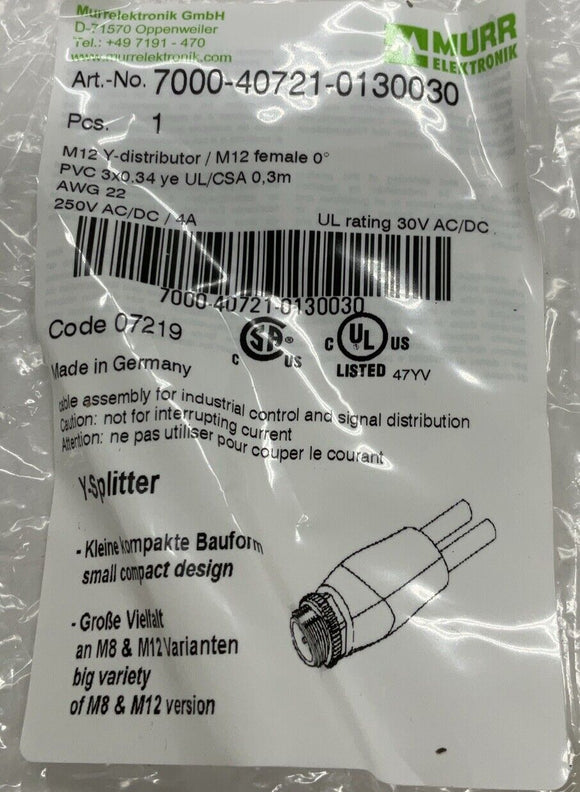 Murrelektronik GmbH
D-71570 Oppenweiler
Tel.: +49 7191 - 470
www.murrelektronik.com
MURR
ELEKTRONIK
Art.-No. 7000-40721-0130030
Pcs. 1
M12 Y-distributor / M12 female 0°
PVC 3x0.34 ye UL/CSA 0,3m
AWG 22
250V AC/DC / 4A
UL rating 30V AC/DC
7000-40721-0130030
Code 07219
C SA ® US
C UL US
LISTED 47YV
Made in Germany
cable assembly for industrial control and signal distribution
Caution: not for interrupting current
Attention: ne pas utiliser pour couper le courant
Y-Splitter
- Kleine kompakte Bauform
small compact design
- Große Vielfalt
an M8 & M12 Varianten
big variety
of M8 & M12 version